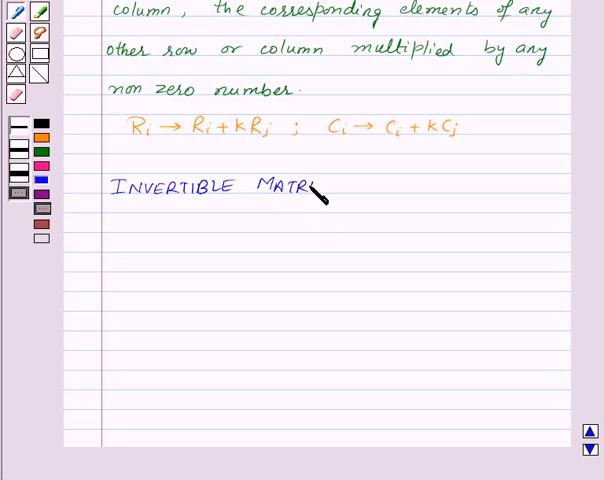 column, the corresponding elements of any
other row or column multiplied by any
non zero number.
Ri → Ri + kRj ; Ci → Ci + kCj
INVERTIBLE MATRI